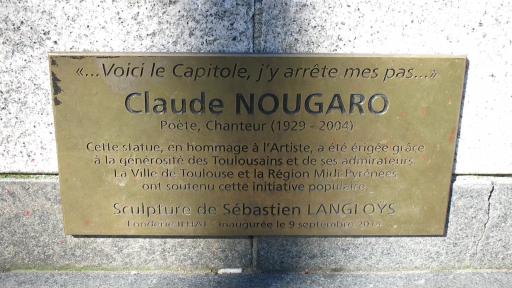 «...Voici le Capitole, j'y arrête mes pas...»
Claude NOUGARO
Poète, Chanteur (1929 - 2004)
Cette statue, en hommage à l'Artiste, a été érigée grâce
à la générosité des Toulousains et de ses admirateurs.
La Ville de Toulouse et la Région Midi-Pyrénées
ont soutenu cette initiative populaire.
Sculpture de Sébastien LANGLOŸS
Fonderie - Inaugurée le 9 septembre